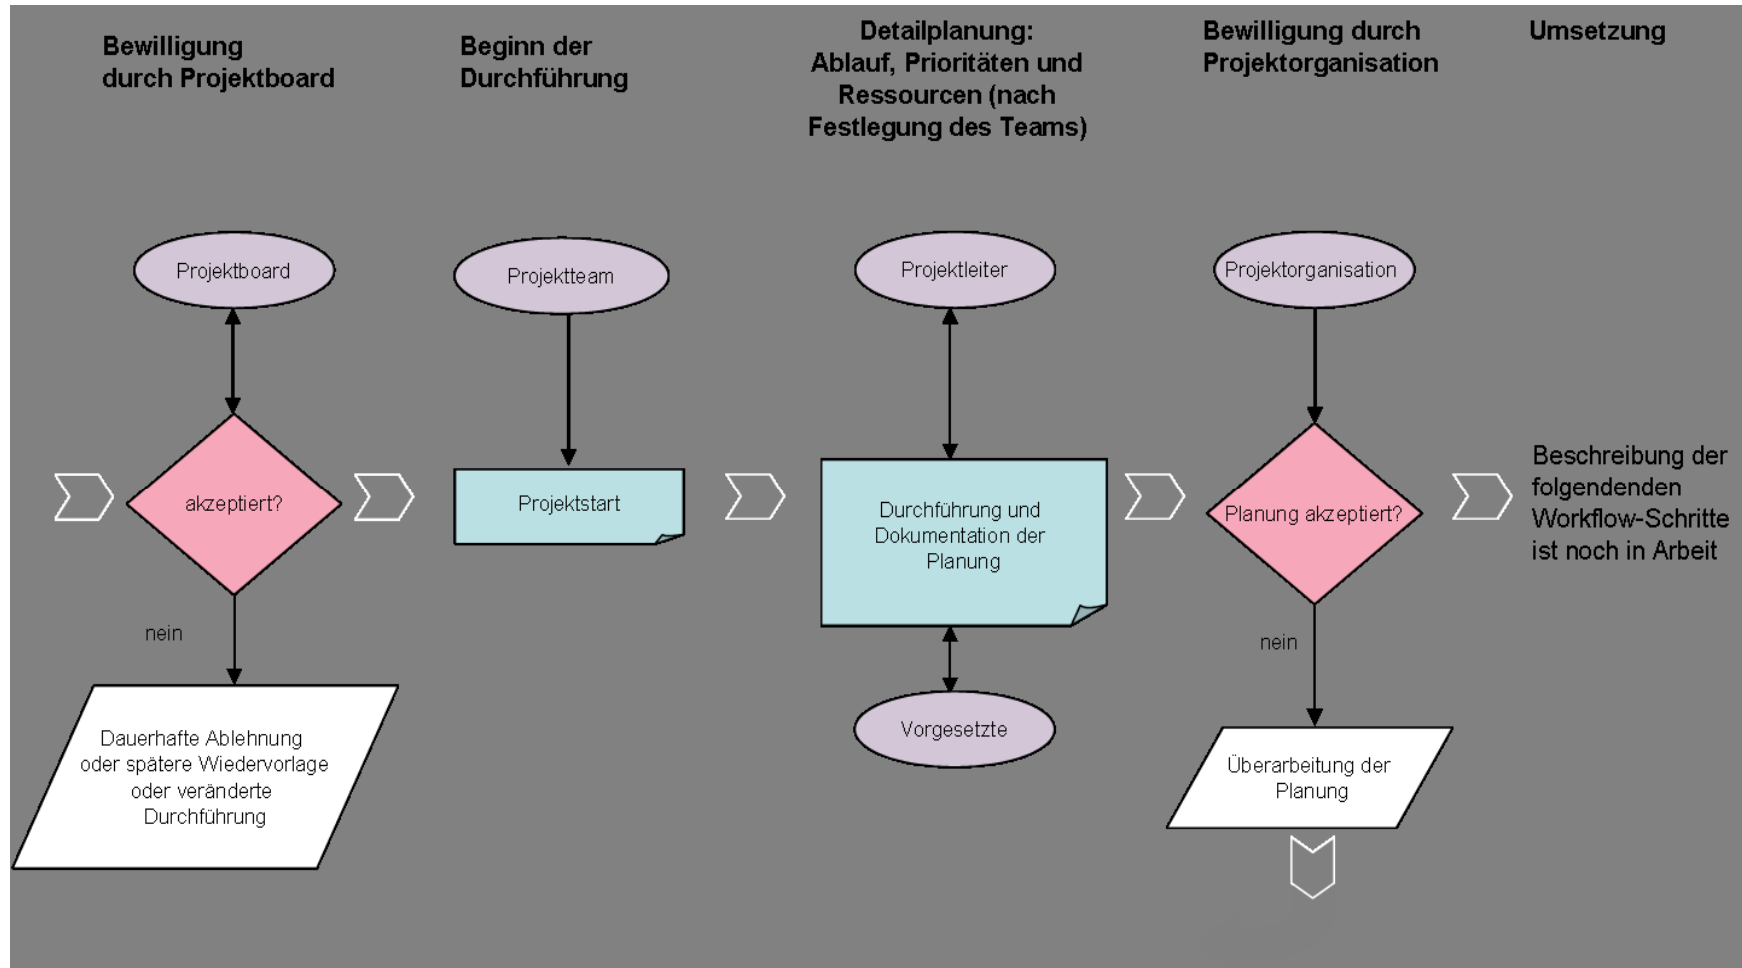 Bewilligung
durch Projektboard
Beginn der
Durchführung
Detailplanung:
Ablauf, Prioritäten und
Ressourcen (nach
Festlegung des Teams)
Bewilligung durch
Projektorganisation
Umsetzung
Projektboard
Projektteam
Projektleiter
Projektorganisation
akzeptiert?
Projektstart
Durchführung und
Dokumentation der
Planung
Planung akzeptiert?
Beschreibung der
folgendenden
Workflow-Schritte
ist noch in Arbeit
nein
nein
Dauerhafte Ablehnung
oder spätere Wiedervorlage
oder veränderte
Durchführung
Vorgesetzte
Überarbeitung der
Planung